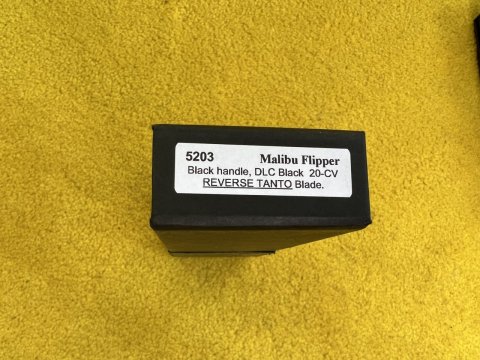 5203 Malibu Flipper
Black handle, DLC Black 20-CV
REVERSE TANTO Blade.